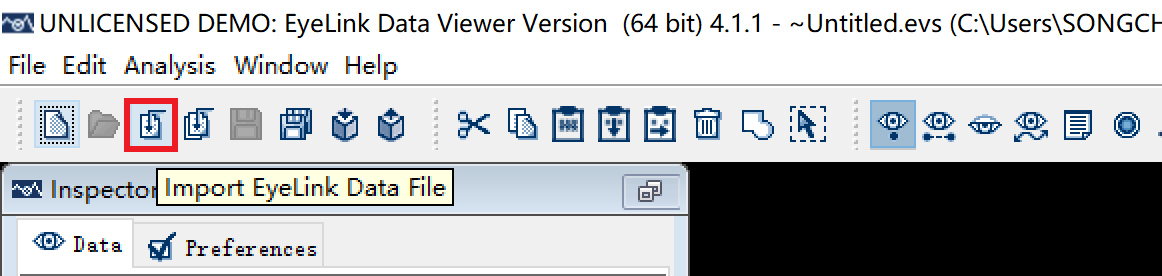 UNLICENSED DEMO: EyeLink Data Viewer Version (64 bit) 4.1.1 - ~Untitled.evs (C:\Users\SONGCH
File Edit Analysis Window Help
Inspector
Import EyeLink Data File
Data Preferences